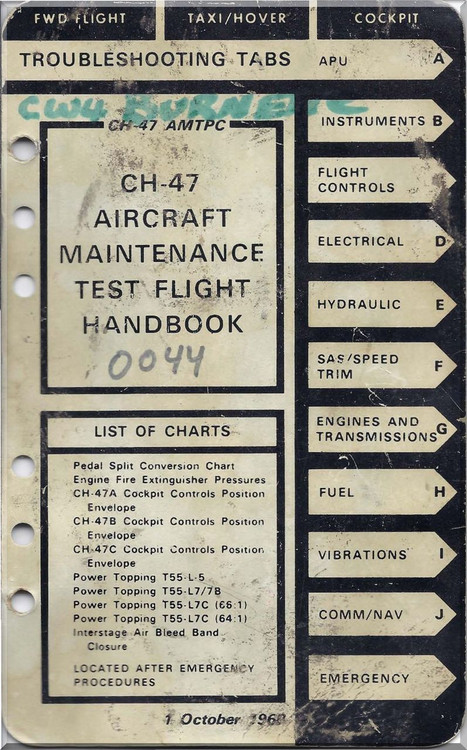 FWD FLIGHT
TAXI/HOVER
COCKPIT
TROUBLESHOOTING TABS
APU A
CW4
CH-47 AMTPC
CH-47
AIRCRAFT
MAINTENANCE
TEST FLIGHT
HANDBOOK
0044
LIST OF CHARTS
Pedal Split Conversion Chart
Engine Fire Extinguisher Pressures
CH-47A Cockpit Controls Position
Envelope
CH-47B Cockpit Controls Position
Envelope
CH-47C Cockpit Controls Position
Envelope
Power Topping T55-L-5
Power Topping T55-L7/7B
Power Topping T55-L7C (66:1)
Power Topping T55-L7C (64:1)
Interstage Air Bleed Band
Closure
LOCATED AFTER EMERGENCY
PROCEDURES
1 October
INSTRUMENTS B
FLIGHT
CONTROLS
ELECTRICAL D
HYDRAULIC E
SAS/SPEED
TRIM F
ENGINES AND
TRANSMISSIONS G
FUEL H
VIBRATIONS I
COMM/NAV J
EMERGENCY